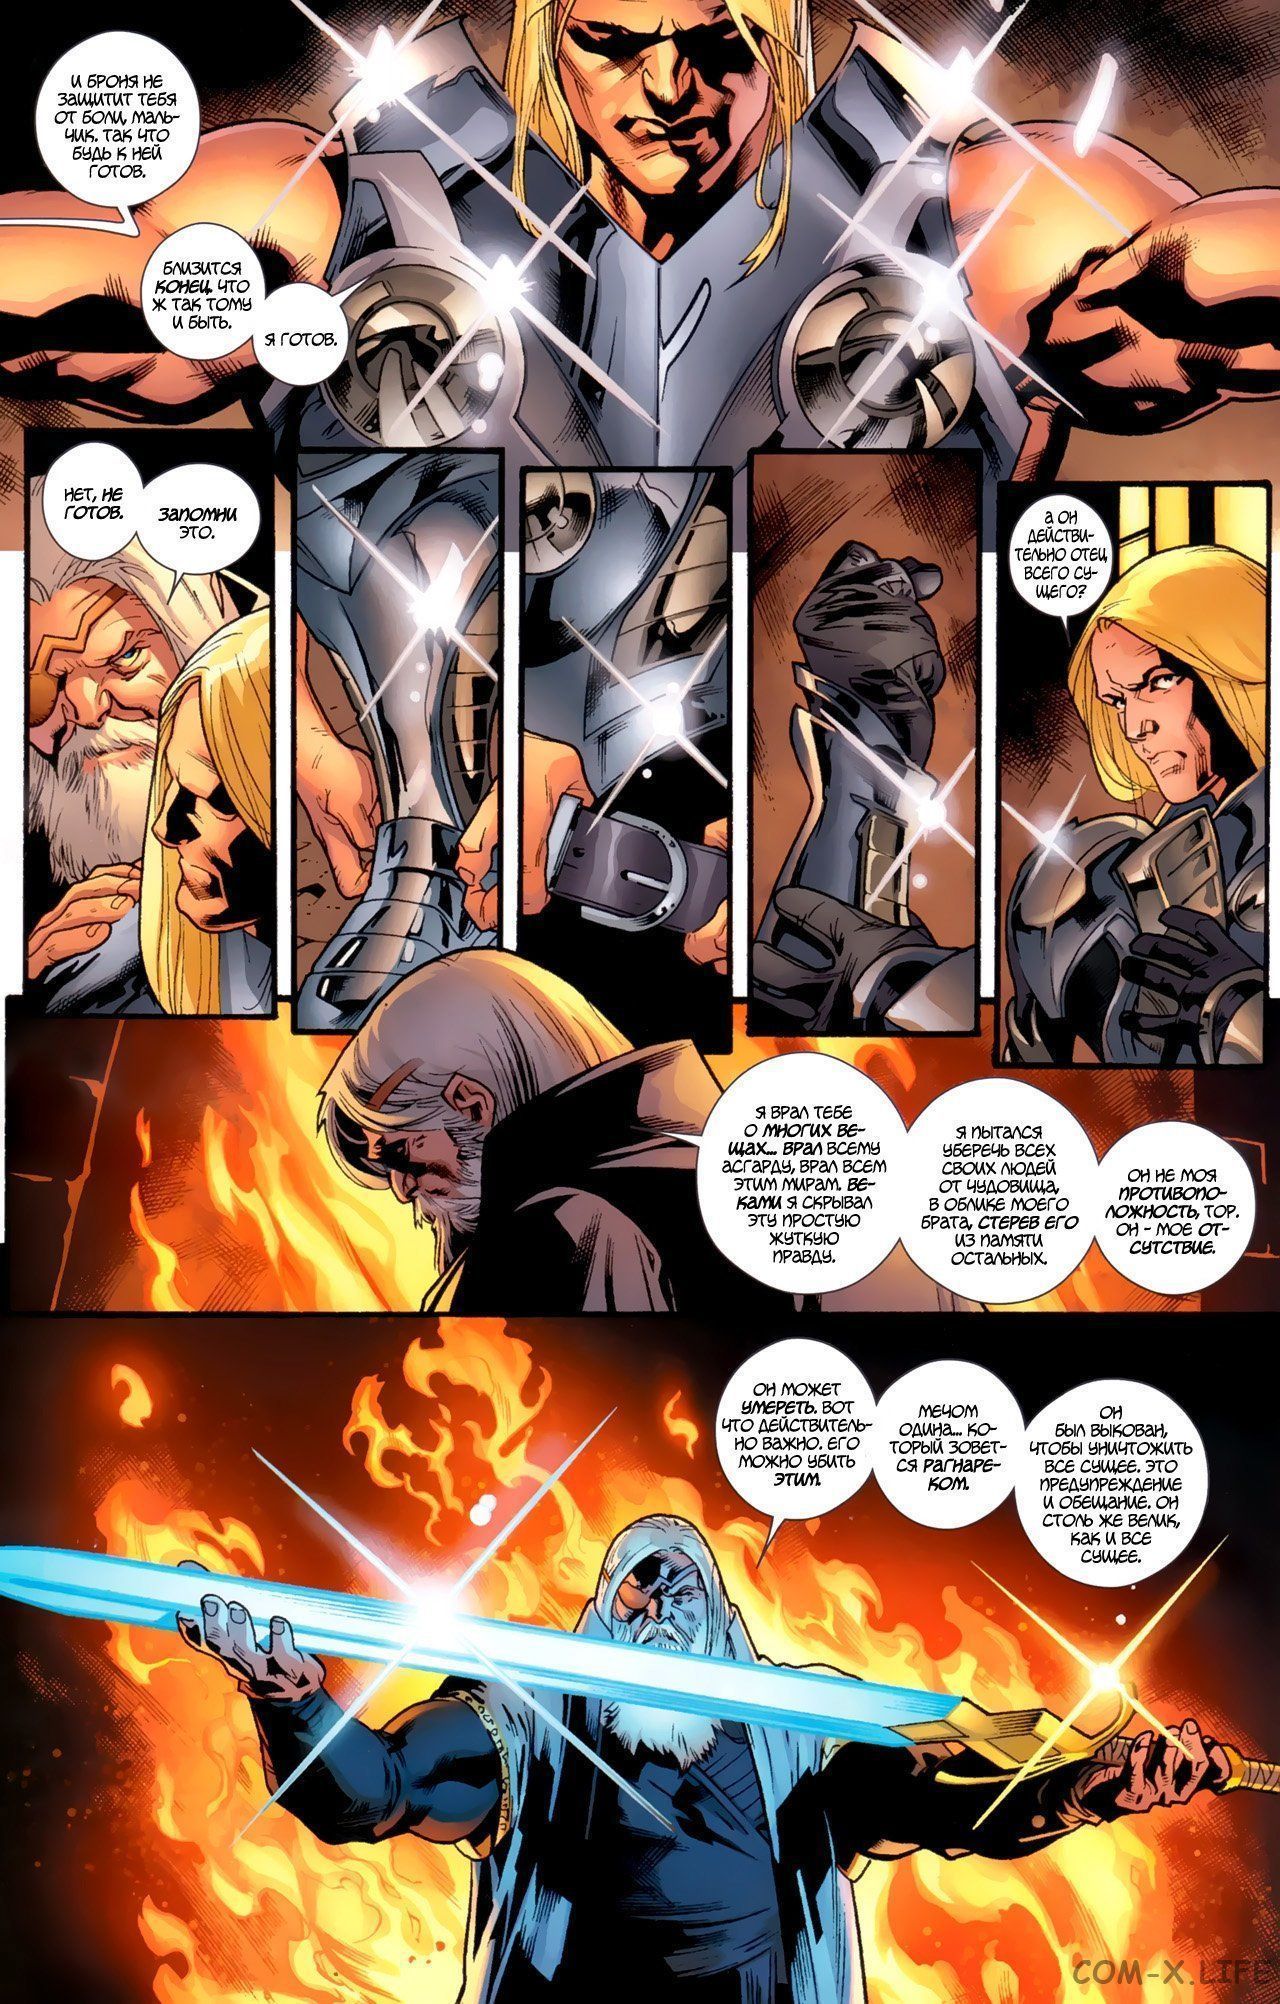 И БРОНЯ НЕ
ЗАЩИТИТ ТЕБЯ
ОТ БОЛИ, МАЛЬ-
ЧИК. ТАК ЧТО
БУДЬ К НЕЙ
ГОТОВ.
БЛИЗИТСЯ
КОНЕЦ. ЧТО
Ж ТАК ТОМУ
И БЫТЬ.
Я ГОТОВ.
НЕТ, НЕ
ГОТОВ.
ЗАПОМНИ
ЭТО.
А ОН
ДЕЙСТВИ-
ТЕЛЬНО ОТЕЦ
ВСЕГО СУ-
ЩЕГО?
Я ВРАЛ ТЕБЕ
О МНОГИХ ВЕ-
ЩАХ... ВРАЛ ВСЕМУ
АСГАРДУ, ВРАЛ ВСЕМ
ЭТИМ МИРАМ. ВЕ-
КАМИ Я СКРЫВАЛ
ЭТУ ПРОСТУЮ
ЖУТКУЮ
ПРАВДУ.
Я ПЫТАЛСЯ
УБЕРЕЧЬ ВСЕХ
СВОИХ ЛЮДЕЙ
ОТ ЧУДОВИЩА,
В ОБЛИКЕ МОЕГО
БРАТА, СТЕРЕВ ЕГО
ИЗ ПАМЯТИ
ОСТАЛЬНЫХ.
ОН НЕ МОЯ
ПРОТИВОПО-
ЛОЖНОСТЬ, ТОР.
ОН - МОЕ ОТ-
СУТСТВИЕ.
ОН МОЖЕТ
УМЕРЕТЬ. ВОТ
ЧТО ДЕЙСТВИТЕЛЬ-
НО ВАЖНО. ЕГО
МОЖНО УБИТЬ
ЭТИМ.
МЕЧОМ
ОДИНА... КО-
ТОРЫЙ ЗОВЕТ-
СЯ РАГНАРЕ-
КОМ.
ОН
БЫЛ ВЫКОВАН,
ЧТОБЫ УНИЧТОЖИТЬ
ВСЕ СУЩЕЕ. ЭТО
ПРЕДУПРЕЖДЕНИЕ
И ОБЕЩАНИЕ. ОН
СТОЛЬ ЖЕ ВЕЛИК,
КАК И ВСЕ
СУЩЕЕ.
COM-X.LIFE